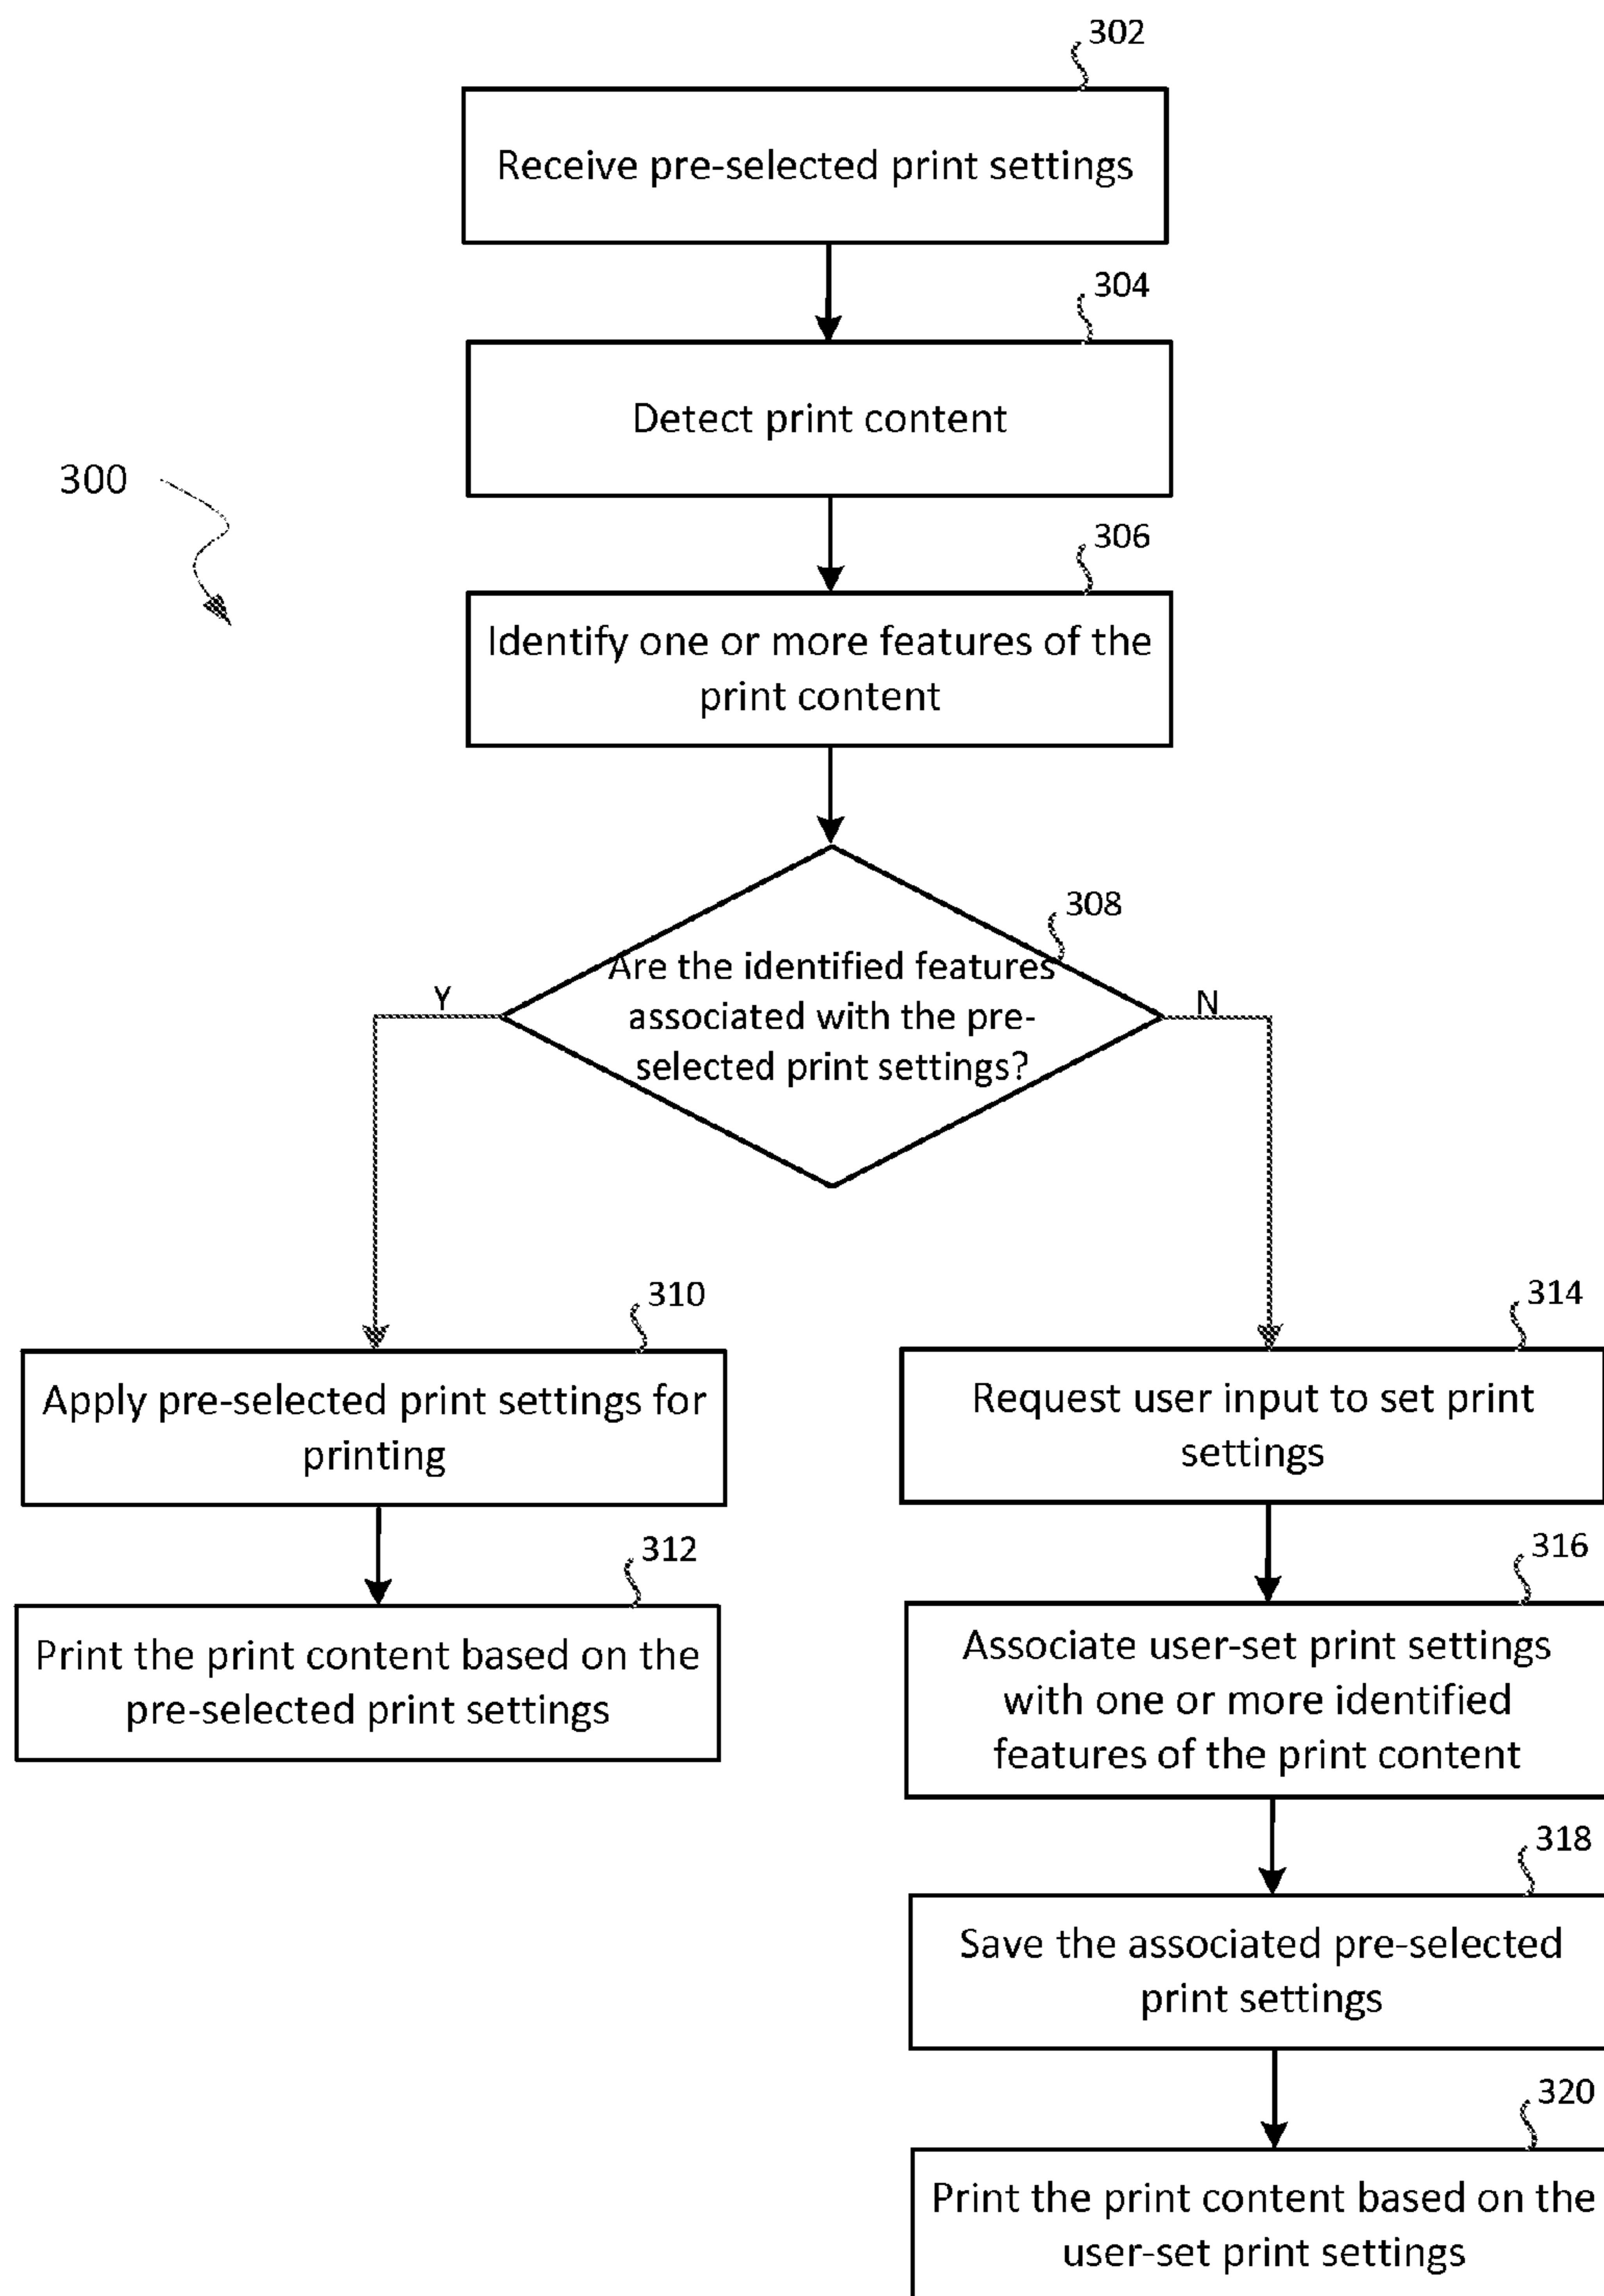 302
Receive pre-selected print settings
304
Detect print content
300
306
Identify one or more features of the
print content
308
Are the identified features
associated with the pre-
selected print settings?
Y
N
310
Apply pre-selected print settings for
printing
312
Print the print content based on the
pre-selected print settings
314
Request user input to set print
settings
316
Associate user-set print settings
with one or more identified
features of the print content
318
Save the associated pre-selected
print settings
320
Print the print content based on the
user-set print settings